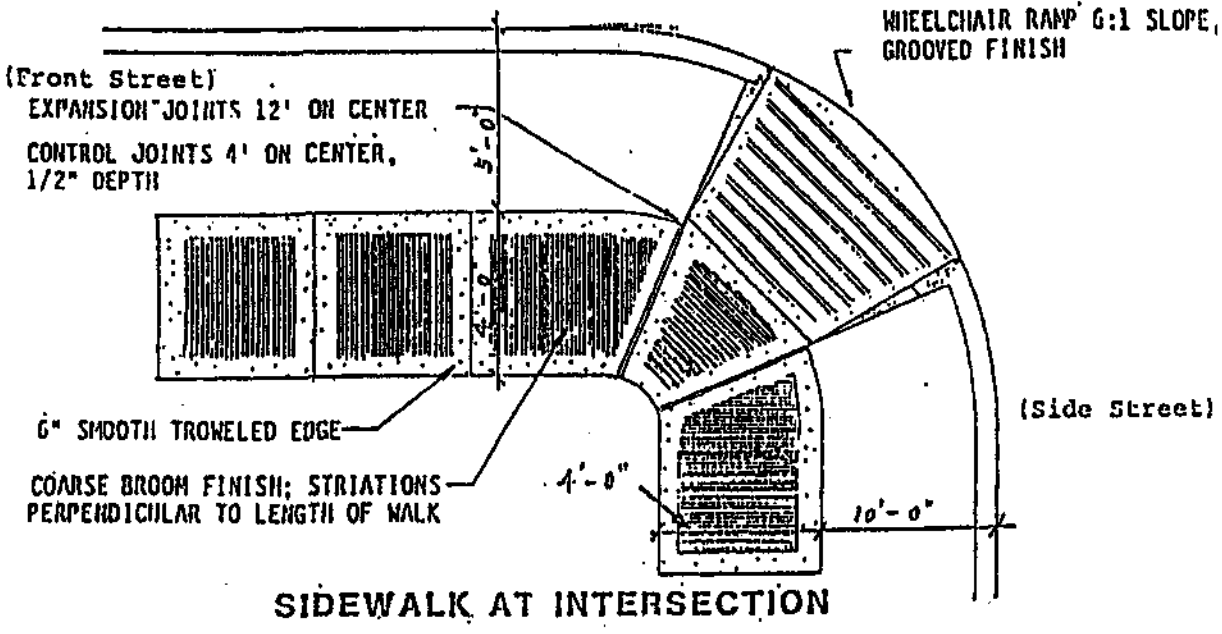 WHEELCHAIR RAMP 6:1 SLOPE,
GROOVED FINISH
(Front Street)
EXPANSION JOINTS 12' ON CENTER
CONTROL JOINTS 4' ON CENTER,
1/2" DEPTH
5'-0"
4'-0
6" SMOOTH TROWELED EDGE
COARSE BROOM FINISH; STRIATIONS
PERPENDICULAR TO LENGTH OF WALK
4'-0"
10'-0"
(Side Street)
SIDEWALK AT INTERSECTION